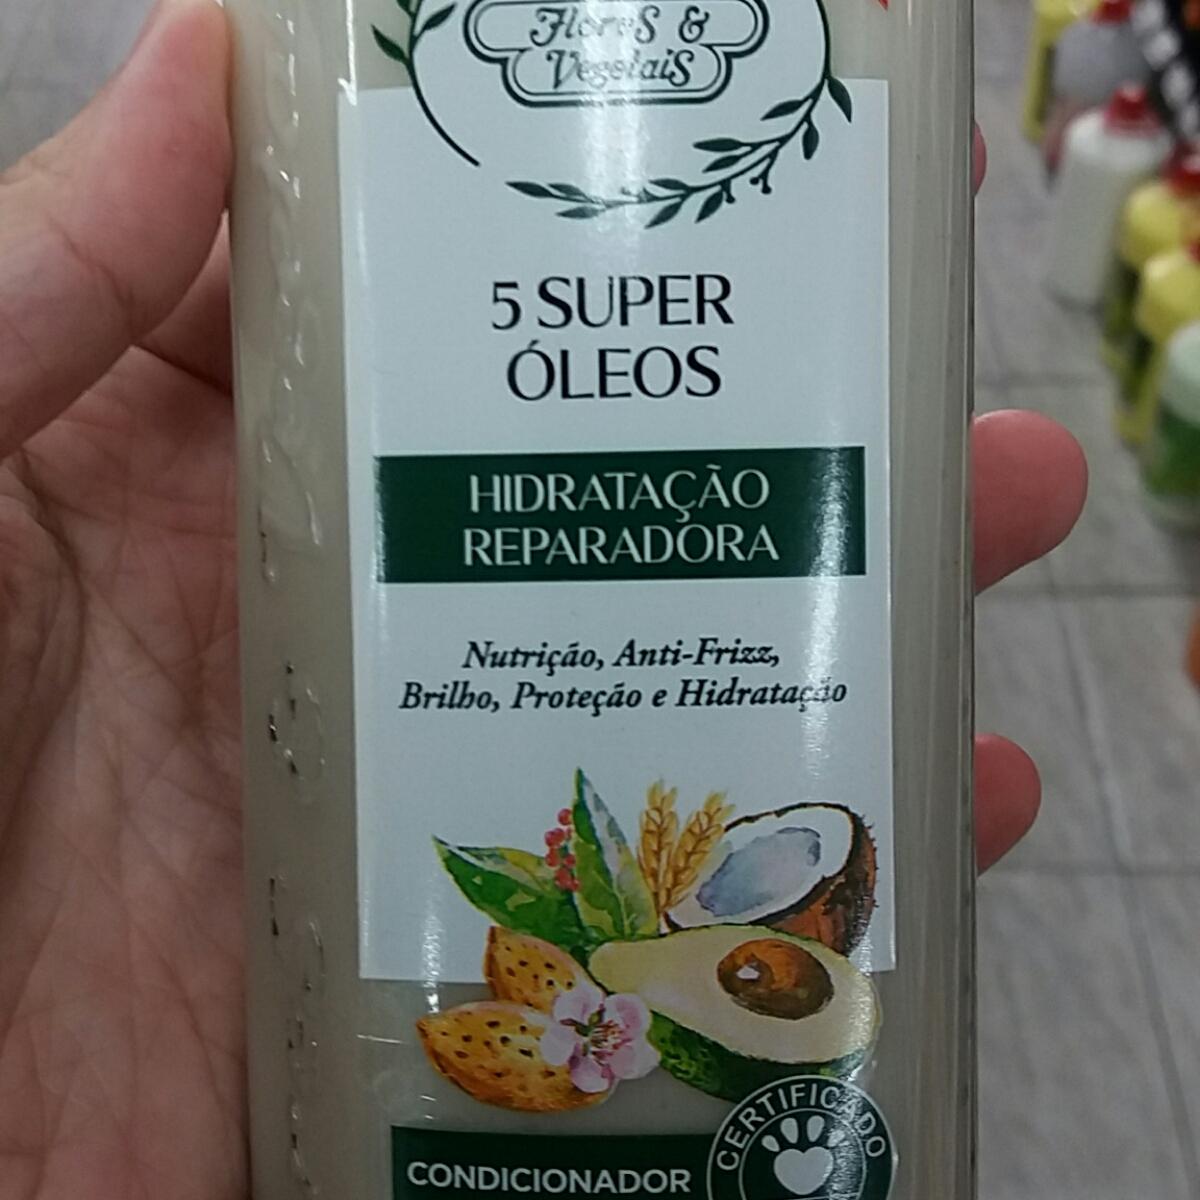 Flores &
Vegetais
5 SUPER
ÓLEOS
HIDRATAÇÃO
REPARADORA
Nutrição, Anti-Frizz,
Brilho, Proteção e Hidratação
CONDICIONADOR
CERTIFICADO